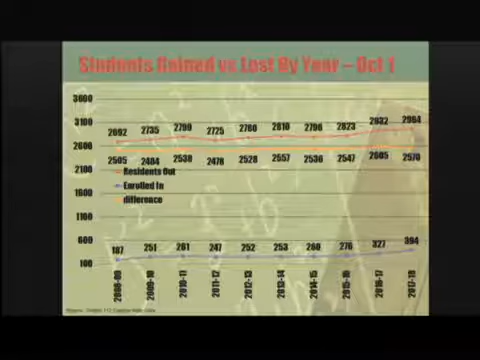 Students Gained vs Lost By Year – Oct 1
3600
3100
2600
2100
1600
1100
600
100
2692 2735 2799 2725 2780 2810 2796 2823 2932 2964
2505 2484 2538 2478 2528 2557 2536 2547 2605 2570
Residents Out
Enrolled In
difference
187 251 261 247 252 253 260 276 327 394
2008-09 2009-10 2010-11 2011-12 2012-13 2013-14 2014-15 2015-16 2016-17 2017-18